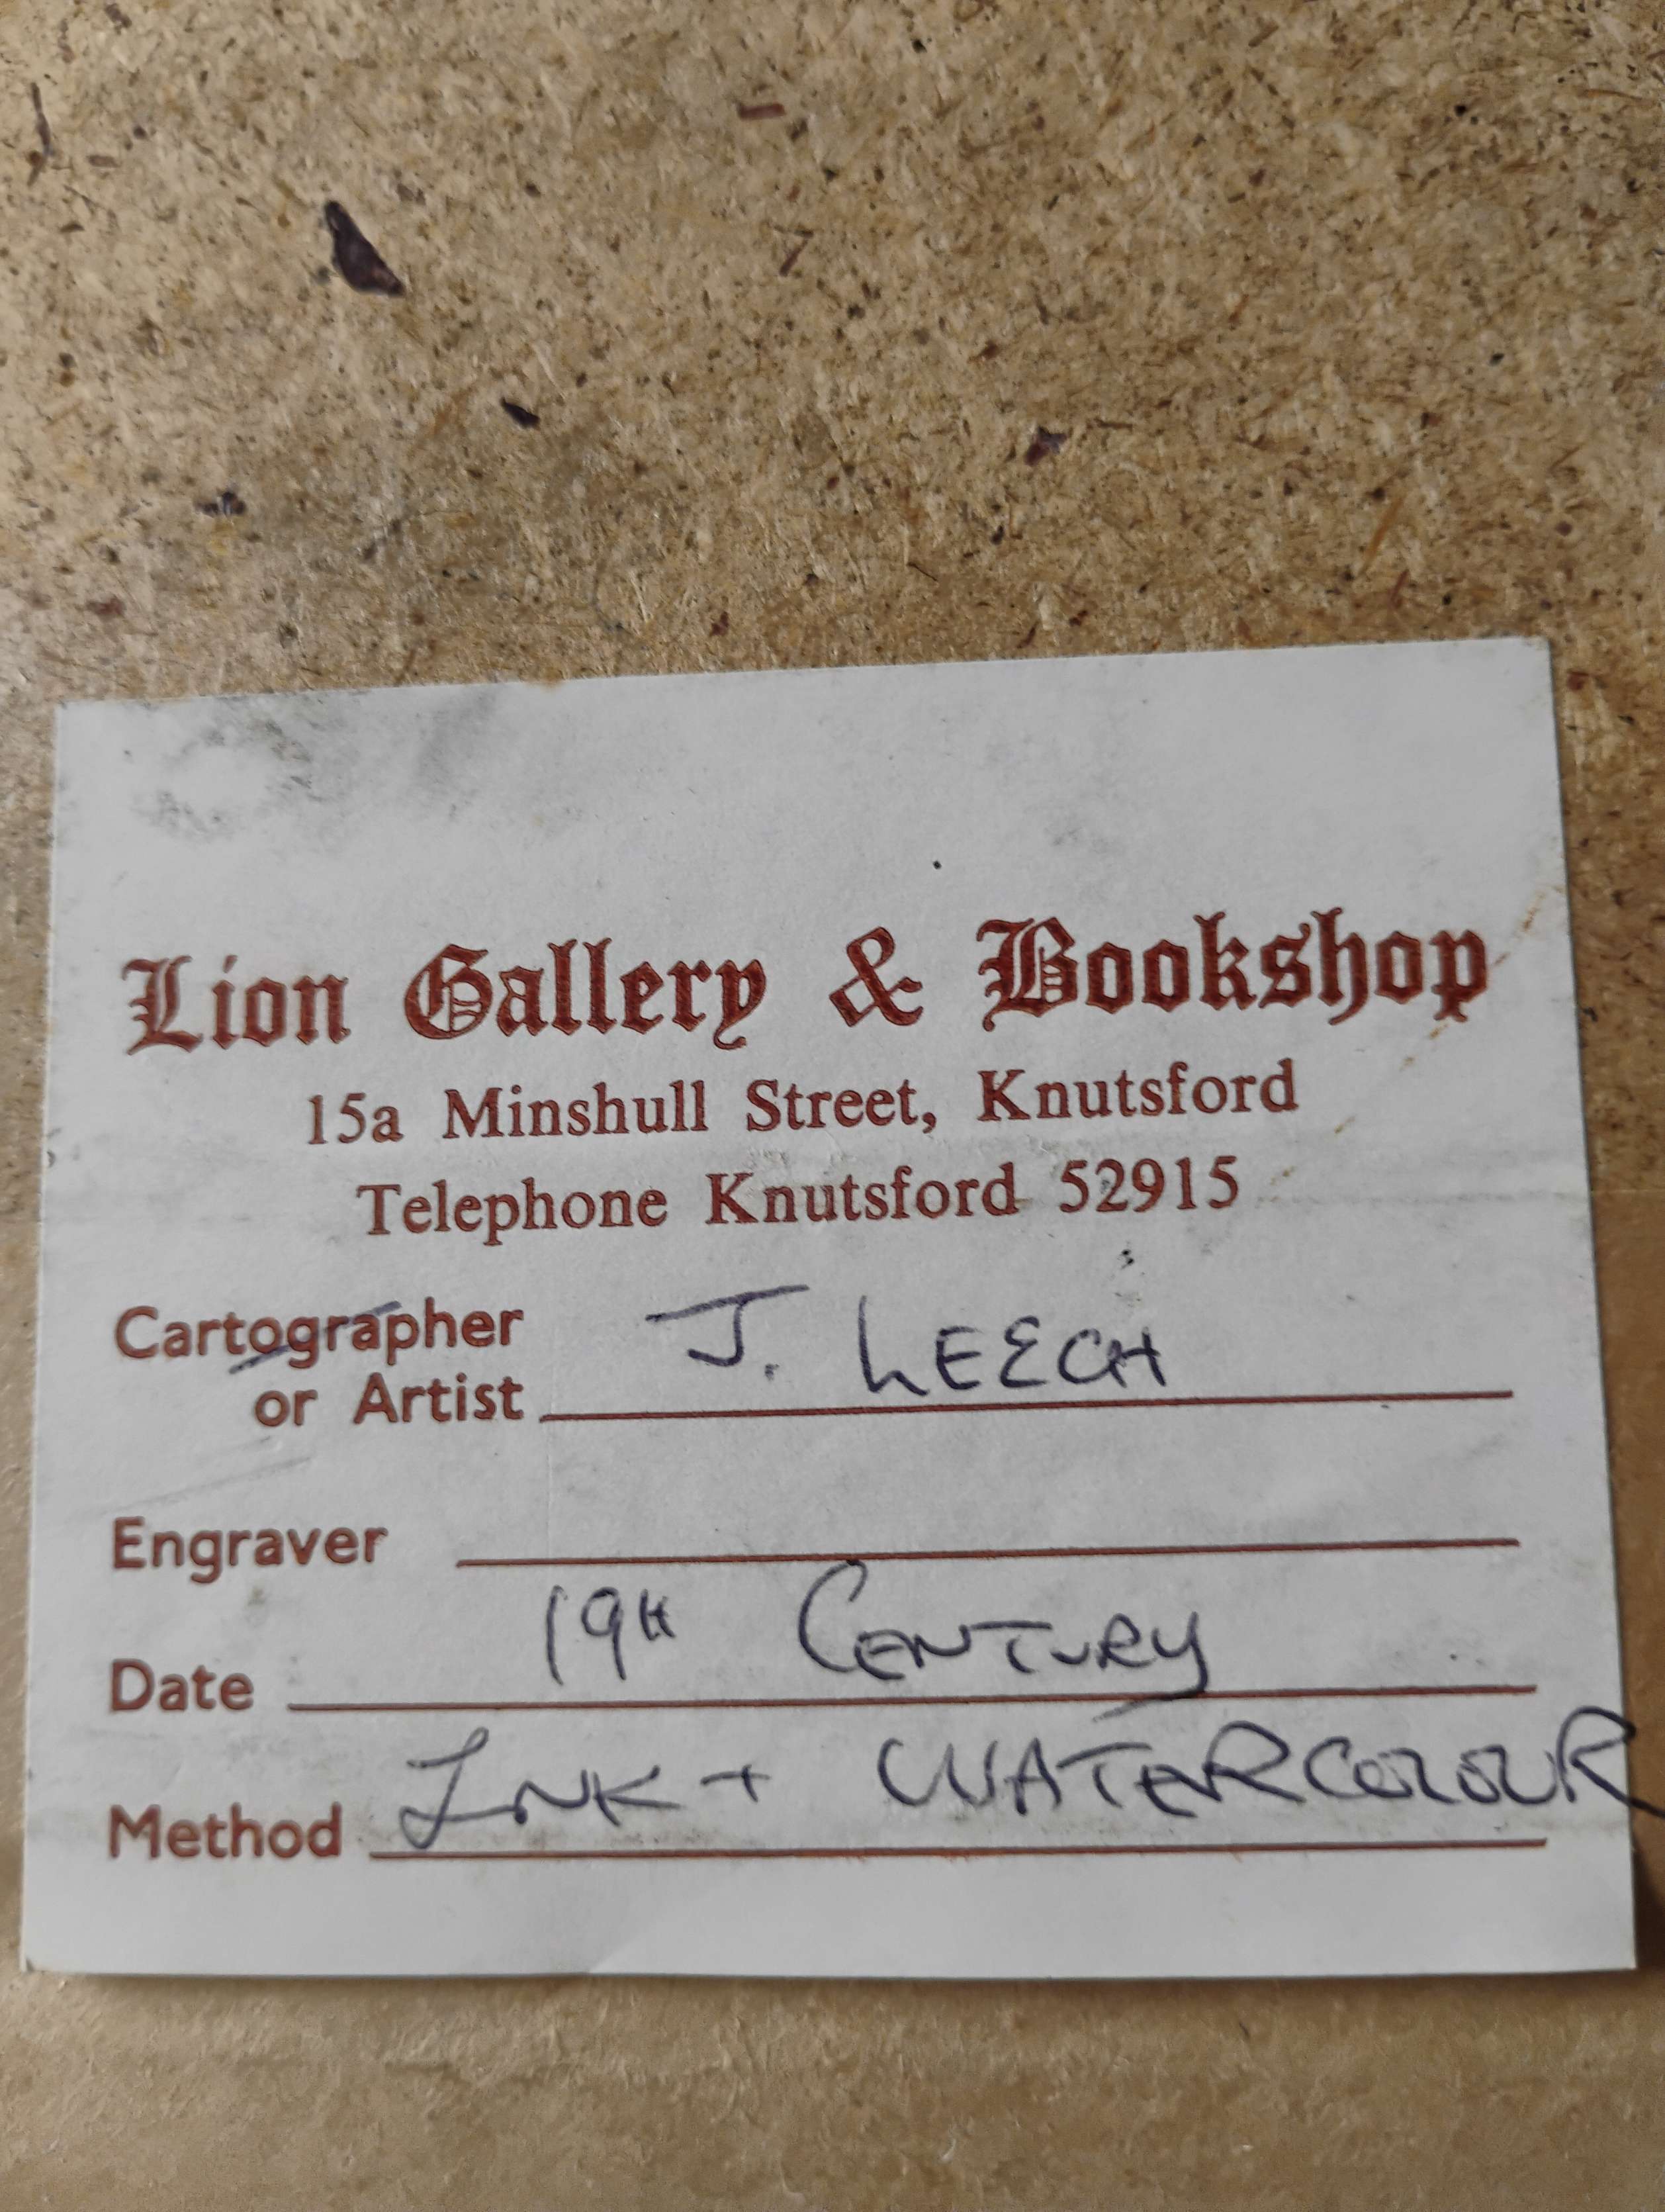 Lion Gallery & Bookshop
15a Minshull Street, Knutsford
Telephone Knutsford 52915
Cartographer
or Artist J. LEECH
Engraver
Date 19TH CENTURY
Method INK + WATERCOLOUR